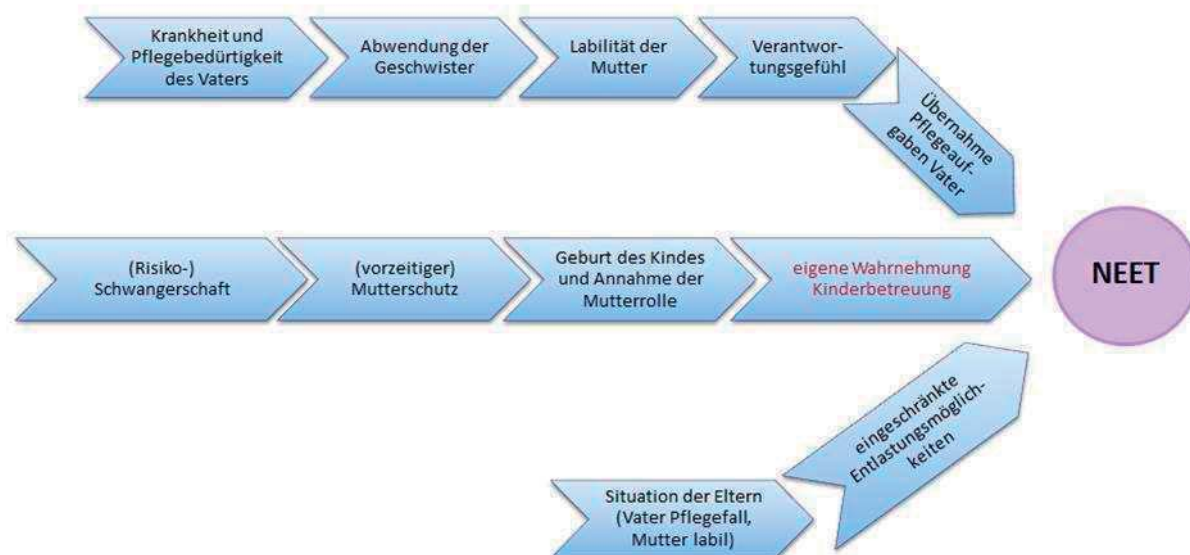 Krankheit und
Pflegebedürtigkeit
des Vaters
Abwendung der
Geschwister
Labilität der
Mutter
Verantwor-
tungsgefühl
Übernahme
Pflegeauf-
gaben Vater
(Risiko-)
Schwangerschaft
(vorzeitiger)
Mutterschutz
Geburt des Kindes
und Annahme der
Mutterrolle
eigene Wahrnehmung
Kinderbetreuung
NEET
Situation der Eltern
(Vater Pflegefall,
Mutter labil)
eingeschränkte
Entlastungsmöglich-
keiten